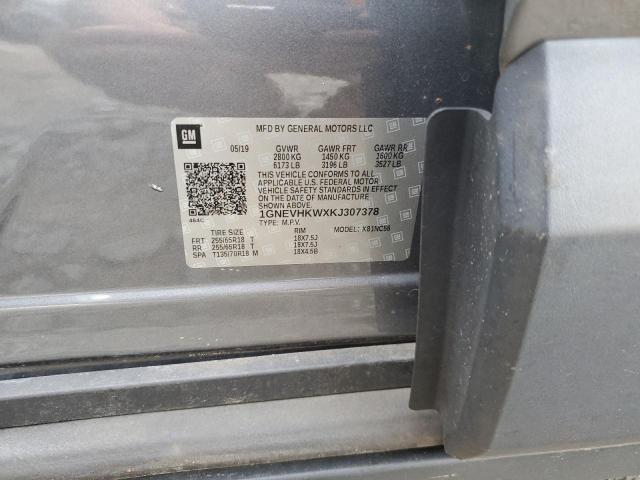 MFD BY GENERAL MOTORS LLC
GM
05/19 GVWR GAWR FRT GAWR RR
2800 KG 1450 KG 1600 KG
6173 LB 3196 LB 3527 LB
THIS VEHICLE CONFORMS TO ALL
APPLICABLE U.S. FEDERAL MOTOR
VEHICLE SAFETY STANDARDS IN EFFECT
ON THE DATE OF MANUFACTURE
SHOWN ABOVE.
1GNEVHKWXKJ307378
464C
TYPE: M.P.V. MODEL: X81NC56
TIRE SIZE RIM
FRT 255/65R18 T 18X7.5J
RR 255/65R18 T 18X7.5J
SPA T135/70R18 M 18X4.5B